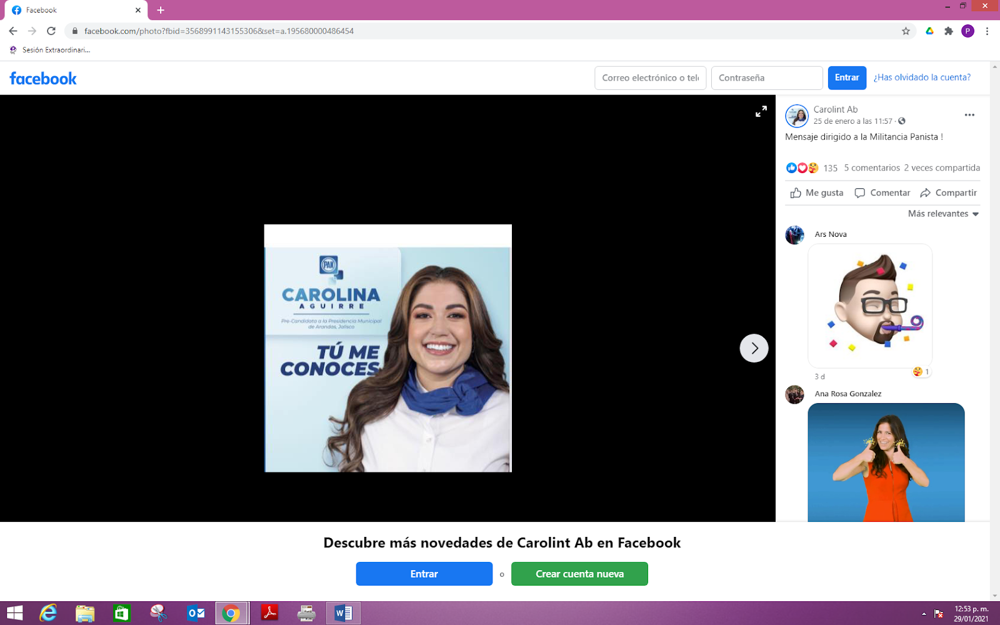 Facebook
facebook.com/photo?fbid=356899114315530​6&set=a.195680000486454
P
Sesión Extraordinari...
facebook
Correo electrónico o telé
Contraseña
Entrar
¿Has olvidado la cuenta?
Carolint Ab
25 de enero a las 11:57 ·
Mensaje dirigido a la Militancia Panista !
135 5 comentarios 2 veces compartida
Me gusta Comentar Compartir
Más relevantes
Ars Nova
1
3 d
Ana Rosa Gonzalez
PAN
CAROLINA
AGUIRRE
Pre-Candidata a la Presidencia Municipal
de Arandas, Jalisco
TÚ ME
CONOCES
Descubre más novedades de Carolint Ab en Facebook
Entrar o Crear cuenta nueva
12:53 p. m.
29/01/2021